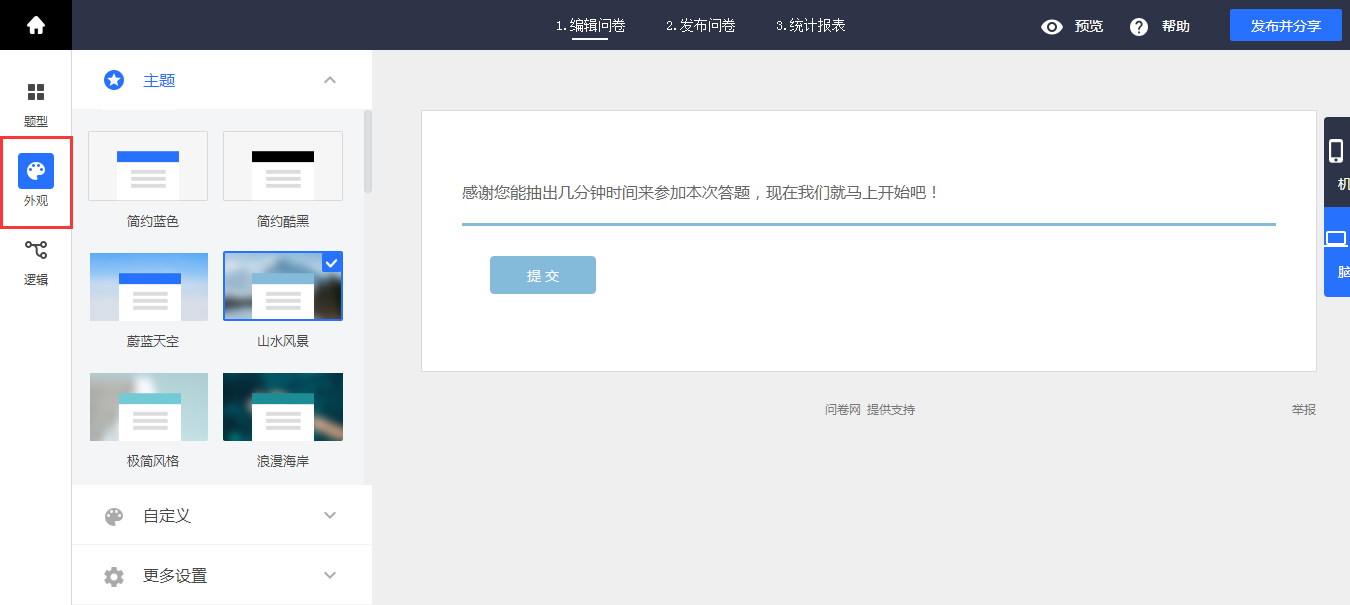 1.编辑问卷
2.发布问卷
3.统计报表
预览
帮助
发布并分享
题型
外观
逻辑
主题
简约蓝色
简约酷黑
蔚蓝天空
山水风景
极简风格
浪漫海岸
自定义
更多设置
感谢您能抽出几分钟时间来参加本次答题，现在我们就马上开始吧！
提 交
问卷网 提供支持
举报
机
脑